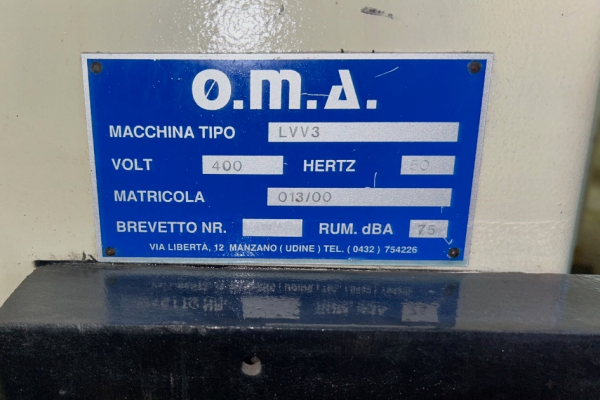 O.M.A.
MACCHINA TIPO LVV3
VOLT 400 HERTZ 50
MATRICOLA 013/00
BREVETTO NR. RUM. dBA 75
VIA LIBERTÀ, 12 MANZANO ( UDINE ) TEL. ( 0432 ) 754226